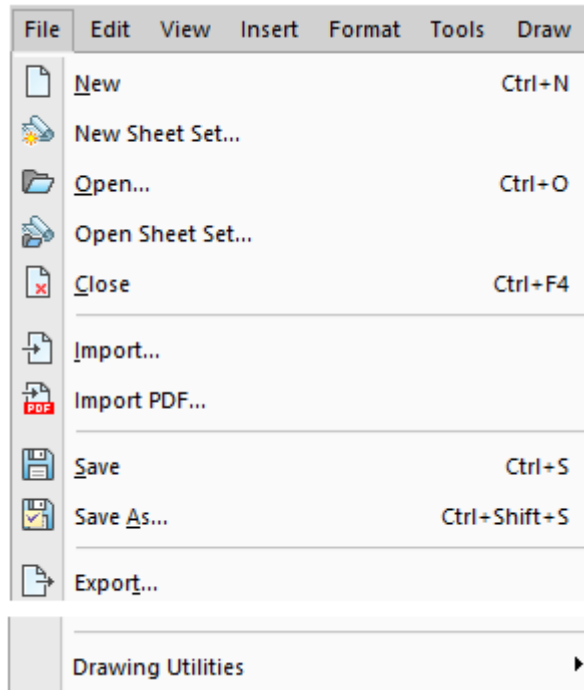 File Edit View Insert Format Tools Draw
New Ctrl+N
New Sheet Set...
Open... Ctrl+O
Open Sheet Set...
Close Ctrl+F4
Import...
PDF Import PDF...
Save Ctrl+S
Save As... Ctrl+Shift+S
Export...
Drawing Utilities